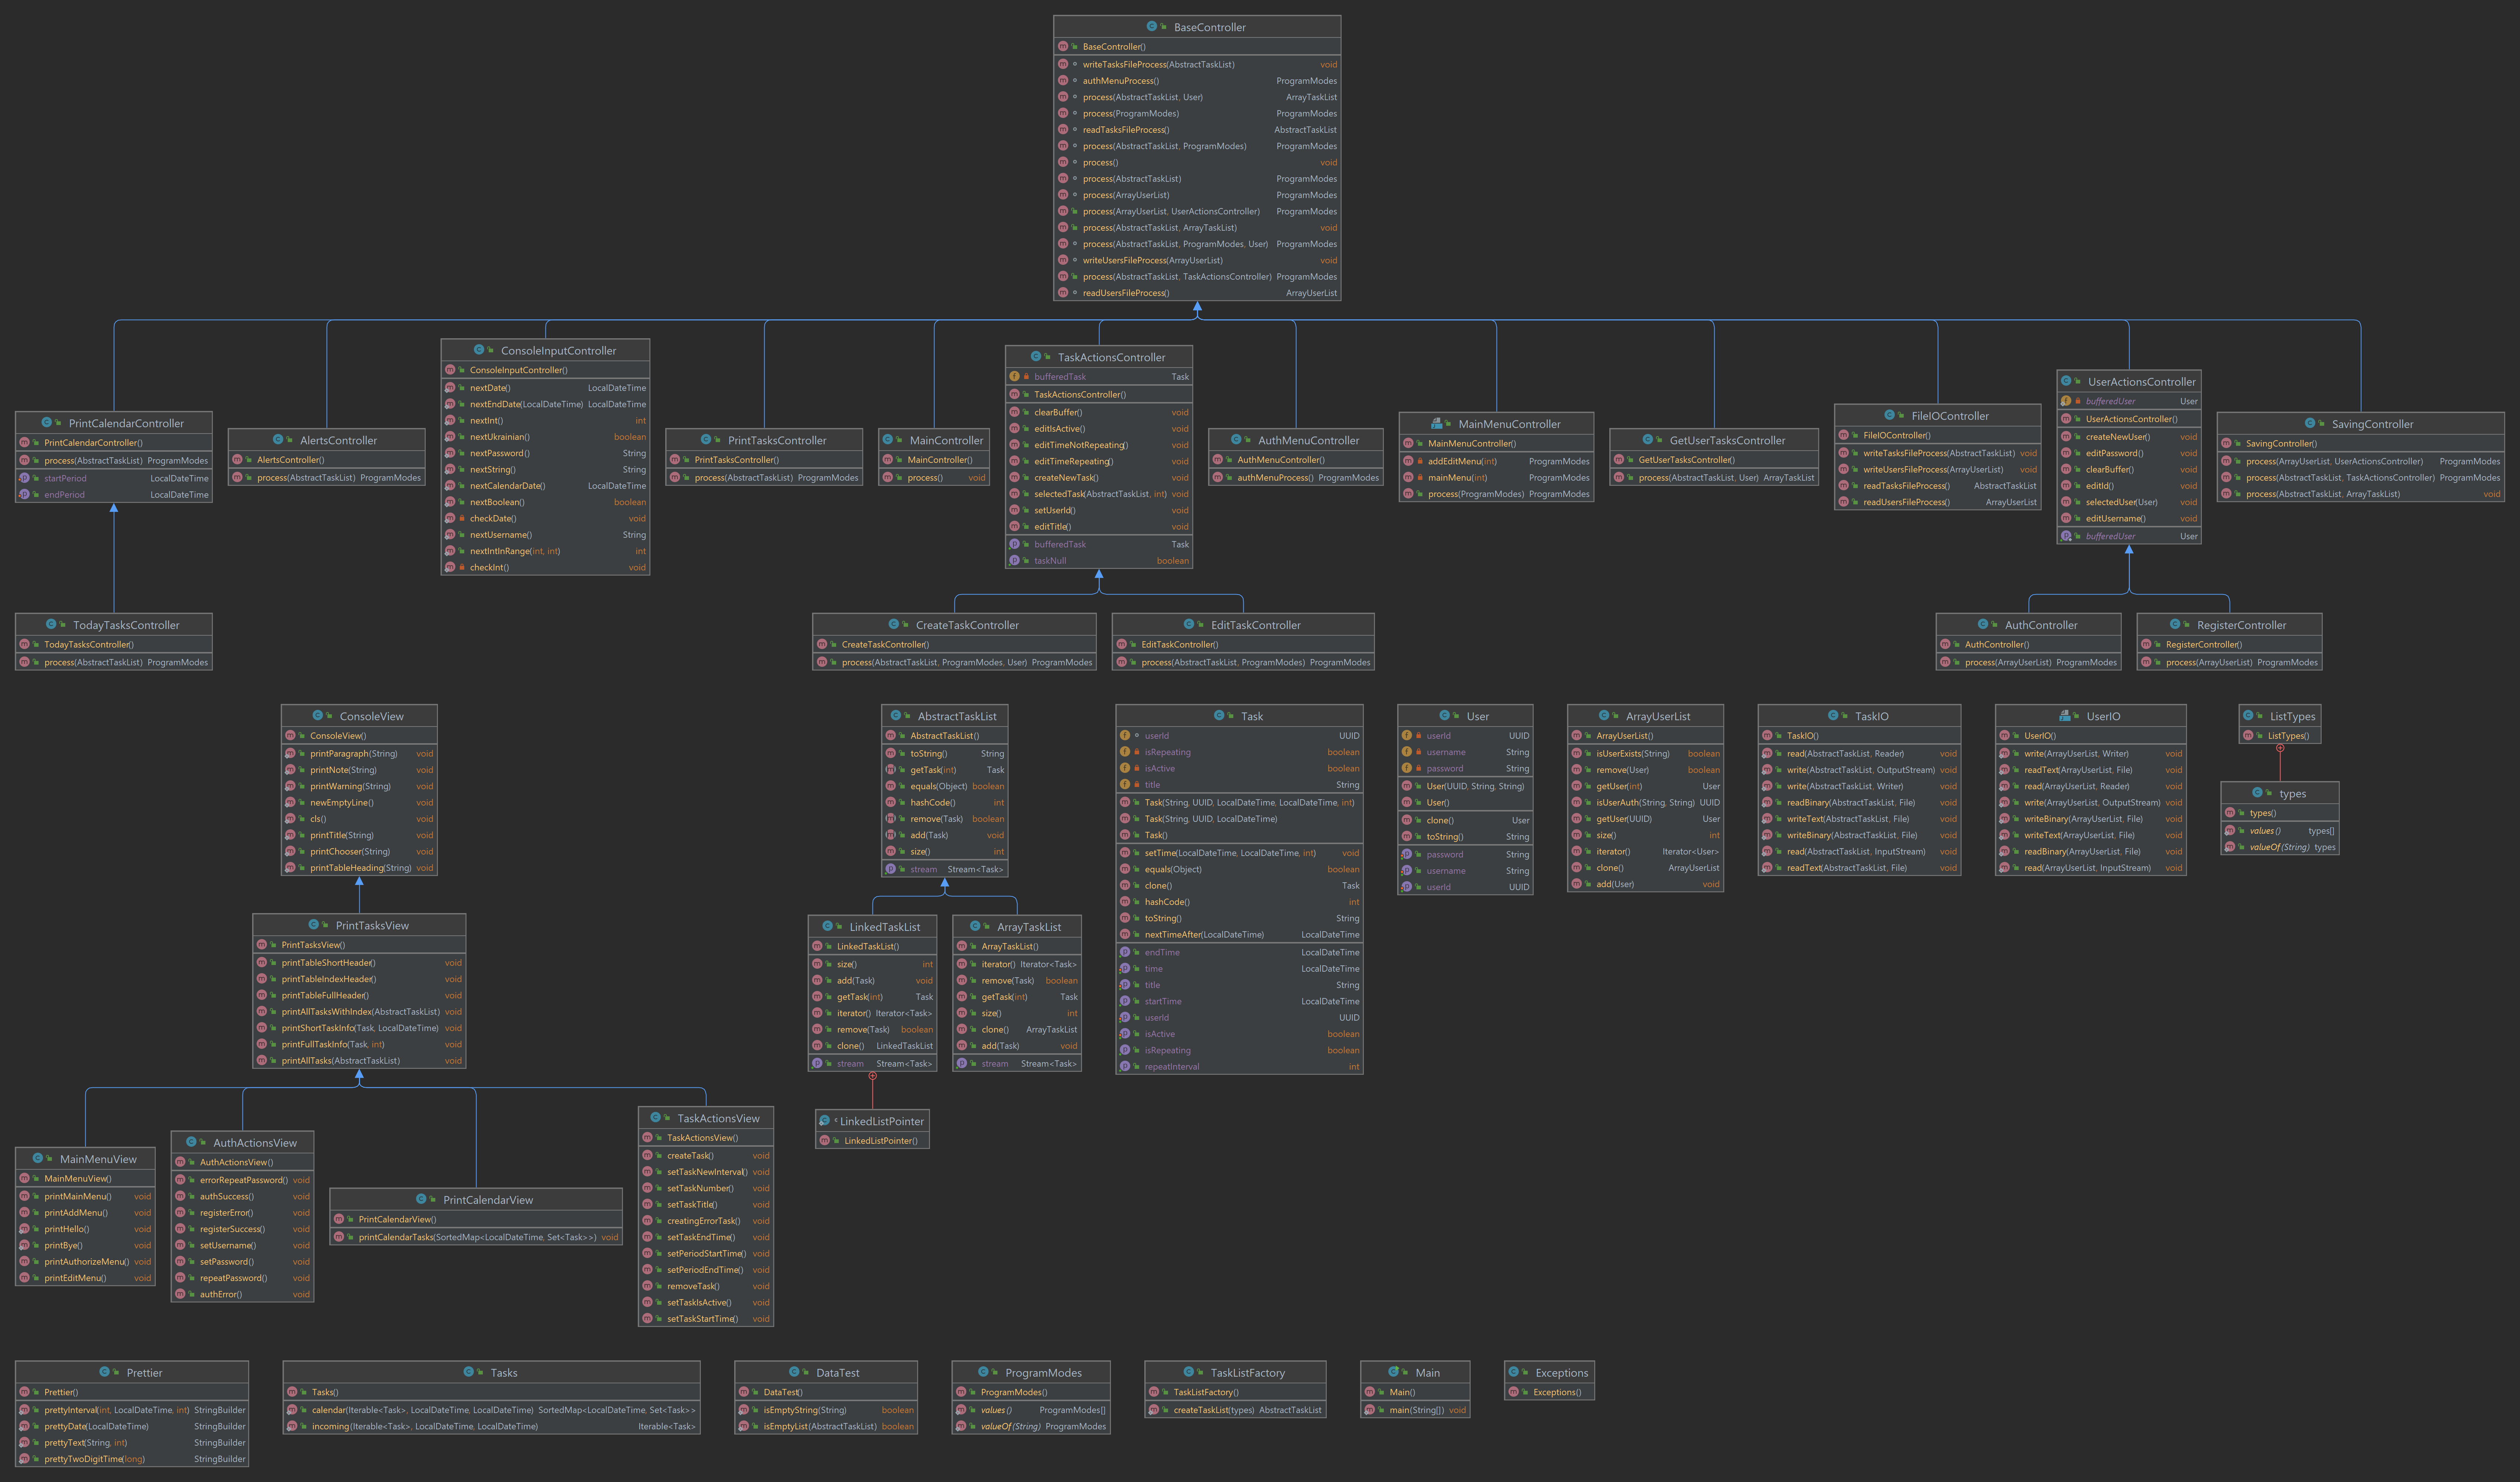 BaseController
BaseController()
writeTasksFileProcess(AbstractTaskList) void
authMenuProcess() ProgramModes
process(AbstractTaskList, User) ArrayTaskList
process(ProgramModes) ProgramModes
readTasksFileProcess() AbstractTaskList
process(AbstractTaskList, ProgramModes) ProgramModes
process() void
process(AbstractTaskList) ProgramModes
process(ArrayUserList) ProgramModes
process(ArrayUserList, UserActionsController) ProgramModes
process(AbstractTaskList, ArrayTaskList) void
process(AbstractTaskList, ProgramModes, User) ProgramModes
writeUsersFileProcess(ArrayUserList) void
process(AbstractTaskList, TaskActionsController) ProgramModes
readUsersFileProcess() ArrayUserList
PrintCalendarController
PrintCalendarController()
process(AbstractTaskList) ProgramModes
startPeriod LocalDateTime
endPeriod LocalDateTime
AlertsController
AlertsController()
process(AbstractTaskList) ProgramModes
ConsoleInputController
ConsoleInputController()
nextDate() LocalDateTime
nextEndDate(LocalDateTime) LocalDateTime
nextInt() int
nextUkrainian() boolean
nextPassword() String
nextString() String
nextCalendarDate() LocalDateTime
nextBoolean() boolean
checkDate() void
nextUsername() String
nextIntInRange(int, int) int
checkInt() void
PrintTasksController
PrintTasksController()
process(AbstractTaskList) ProgramModes
MainController
MainController()
process() void
TaskActionsController
bufferedTask Task
TaskActionsController()
clearBuffer() void
editIsActive() void
editTimeNotRepeating() void
editTimeRepeating() void
createNewTask() void
selectedTask(AbstractTaskList, int) void
setUserId() void
editTitle() void
bufferedTask Task
taskNull boolean
AuthMenuController
AuthMenuController()
authMenuProcess() ProgramModes
MainMenuController
MainMenuController()
addEditMenu(int) ProgramModes
mainMenu(int) ProgramModes
process(ProgramModes) ProgramModes
GetUserTasksController
GetUserTasksController()
process(AbstractTaskList, User) ArrayTaskList
FileIOController
FileIOController()
writeTasksFileProcess(AbstractTaskList) void
writeUsersFileProcess(ArrayUserList) void
readTasksFileProcess() AbstractTaskList
readUsersFileProcess() ArrayUserList
UserActionsController
bufferedUser User
UserActionsController()
createNewUser() void
editPassword() void
clearBuffer() void
editId() void
selectedUser(User) void
editUsername() void
bufferedUser User
SavingController
SavingController()
process(ArrayUserList, UserActionsController) ProgramModes
process(AbstractTaskList, TaskActionsController) ProgramModes
process(AbstractTaskList, ArrayTaskList) void
TodayTasksController
TodayTasksController()
process(AbstractTaskList) ProgramModes
CreateTaskController
CreateTaskController()
process(AbstractTaskList, ProgramModes, User) ProgramModes
EditTaskController
EditTaskController()
process(AbstractTaskList, ProgramModes) ProgramModes
AuthController
AuthController()
process(ArrayUserList) ProgramModes
RegisterController
RegisterController()
process(ArrayUserList) ProgramModes
ConsoleView
ConsoleView()
printParagraph(String) void
printNote(String) void
printWarning(String) void
newEmptyLine() void
cls() void
printTitle(String) void
printChooser(String) void
printTableHeading(String) void
AbstractTaskList
AbstractTaskList()
toString() String
getTask(int) Task
equals(Object) boolean
hashCode() int
remove(Task) boolean
add(Task) void
size() int
stream Stream<Task>
Task
userId UUID
isRepeating boolean
isActive boolean
title String
Task(String, UUID, LocalDateTime, LocalDateTime, int)
Task(String, UUID, LocalDateTime)
Task()
setTime(LocalDateTime, LocalDateTime, int) void
equals(Object) boolean
clone() Task
hashCode() int
toString() String
nextTimeAfter(LocalDateTime) LocalDateTime
endTime LocalDateTime
time LocalDateTime
title String
startTime LocalDateTime
userId UUID
isActive boolean
isRepeating boolean
repeatInterval int
User
userId UUID
username String
password String
User(UUID, String, String)
User()
clone() User
toString() String
password String
username String
userId UUID
ArrayUserList
ArrayUserList()
isUserExists(String) boolean
remove(User) boolean
getUser(int) User
isUserAuth(String, String) UUID
getUser(UUID) User
size() int
iterator() Iterator<User>
clone() ArrayUserList
add(User) void
TaskIO
TaskIO()
read(AbstractTaskList, Reader) void
write(AbstractTaskList, OutputStream) void
write(AbstractTaskList, Writer) void
readBinary(AbstractTaskList, File) void
writeText(AbstractTaskList, File) void
writeBinary(AbstractTaskList, File) void
read(AbstractTaskList, InputStream) void
readText(AbstractTaskList, File) void
UserIO
UserIO()
write(ArrayUserList, Writer) void
readText(ArrayUserList, File) void
read(ArrayUserList, Reader) void
write(ArrayUserList, OutputStream) void
writeBinary(ArrayUserList, File) void
writeText(ArrayUserList, File) void
readBinary(ArrayUserList, File) void
read(ArrayUserList, InputStream) void
ListTypes
ListTypes()
types
types()
values() types[]
valueOf(String) types
PrintTasksView
PrintTasksView()
printTableShortHeader() void
printTableIndexHeader() void
printTableFullHeader() void
printAllTasksWithIndex(AbstractTaskList) void
printShortTaskInfo(Task, LocalDateTime) void
printFullTaskInfo(Task, int) void
printAllTasks(AbstractTaskList) void
LinkedTaskList
LinkedTaskList()
size() int
add(Task) void
getTask(int) Task
iterator() Iterator<Task>
remove(Task) boolean
clone() LinkedTaskList
stream Stream<Task>
ArrayTaskList
ArrayTaskList()
iterator() Iterator<Task>
remove(Task) boolean
getTask(int) Task
size() int
clone() ArrayTaskList
add(Task) void
stream Stream<Task>
LinkedListPointer
LinkedListPointer()
MainMenuView
MainMenuView()
printMainMenu() void
printAddMenu() void
printHello() void
printBye() void
printAuthorizeMenu() void
printEditMenu() void
AuthActionsView
AuthActionsView()
errorRepeatPassword() void
authSuccess() void
registerError() void
registerSuccess() void
setUsername() void
setPassword() void
repeatPassword() void
authError() void
PrintCalendarView
PrintCalendarView()
printCalendarTasks(SortedMap<LocalDateTime, Set<Task>>) void
TaskActionsView
TaskActionsView()
createTask() void
setTaskNewInterval() void
setTaskNumber() void
setTaskTitle() void
creatingErrorTask() void
setTaskEndTime() void
setPeriodStartTime() void
setPeriodEndTime() void
removeTask() void
setTaskIsActive() void
setTaskStartTime() void
Prettier
Prettier()
prettyInterval(int, LocalDateTime, int) StringBuilder
prettyDate(LocalDateTime) StringBuilder
prettyText(String, int) StringBuilder
prettyTwoDigitTime(long) StringBuilder
Tasks
Tasks()
calendar(Iterable<Task>, LocalDateTime, LocalDateTime) SortedMap<LocalDateTime, Set<Task>>
incoming(Iterable<Task>, LocalDateTime, LocalDateTime) Iterable<Task>
DataTest
DataTest()
isEmptyString(String) boolean
isEmptyList(AbstractTaskList) boolean
ProgramModes
ProgramModes()
values() ProgramModes[]
valueOf(String) ProgramModes
TaskListFactory
TaskListFactory()
createTaskList(types) AbstractTaskList
Main
Main()
main(String[]) void
Exceptions
Exceptions()